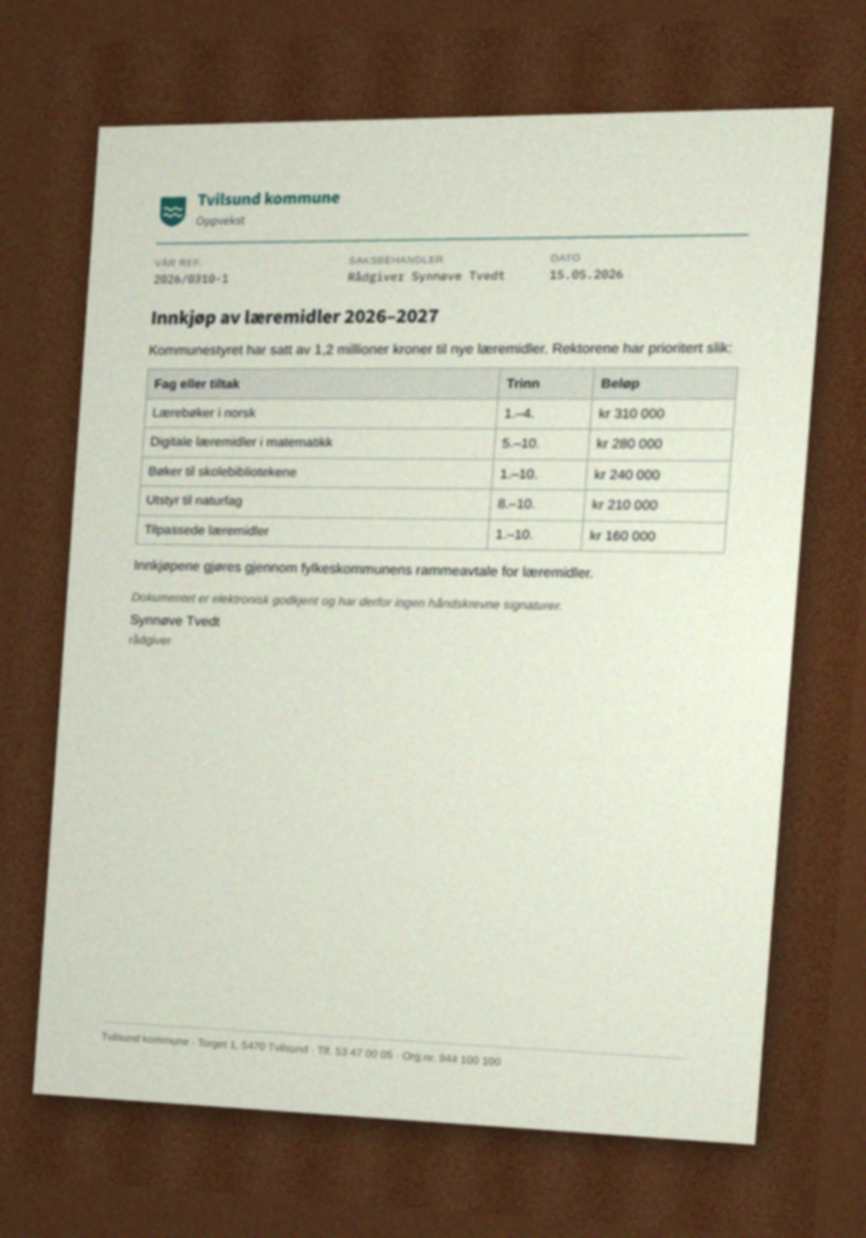 Tvilsund kommune
Oppvekst
VÅR REF. SAKSBEHANDLER DATO
2026/0310-1 Rådgiver Synnøve Tvedt 15.05.2026
Innkjøp av læremidler 2026–2027
Kommunestyret har satt av 1,2 millioner kroner til nye læremidler. Rektorene har prioritert slik:
Fag eller tiltak Trinn Beløp
Lærebøker i norsk 1.–4. kr 310 000
Digitale læremidler i matematikk 5.–10. kr 280 000
Bøker til skolebibliotekene 1.–10. kr 240 000
Utstyr til naturfag 8.–10. kr 210 000
Tilpassede læremidler 1.–10. kr 160 000
Innkjøpene gjøres gjennom fylkeskommunens rammeavtale for læremidler.
Dokumentet er elektronisk godkjent og har derfor ingen håndskrevne signaturer.
Synnøve Tvedt
rådgiver
Tvilsund kommune · Torget 1, 5470 Tvilsund · Tlf. 53 47 00 05 · Org.nr. 944 100 100